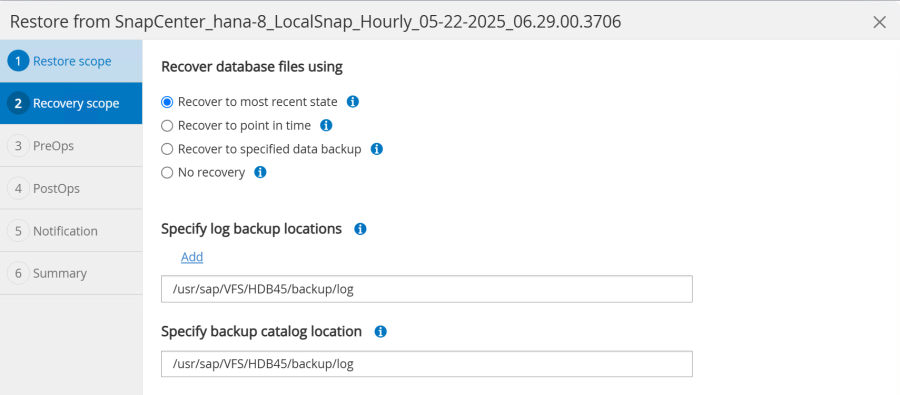 Restore from SnapCenter_hana-8_LocalSnap_Hourly_05-22-2025_06.29.00.3706
1 Restore scope
2 Recovery scope
3 PreOps
4 PostOps
5 Notification
6 Summary
Recover database files using
Recover to most recent state
Recover to point in time
Recover to specified data backup
No recovery
Specify log backup locations
Add
/usr/sap/VFS/HDB45/backup/log
Specify backup catalog location
/usr/sap/VFS/HDB45/backup/log